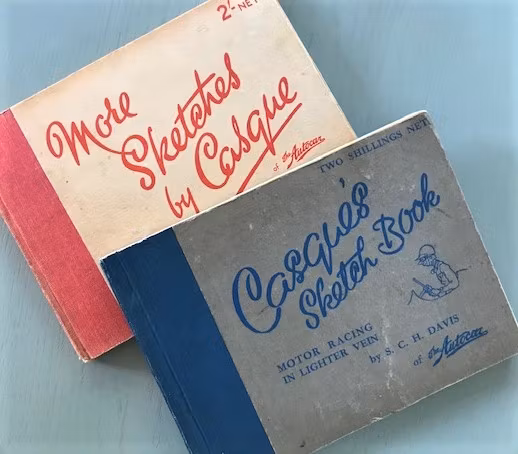 2/- NET
More
Sketches
by Casque
of The Autocar
TWO SHILLINGS NET.
Casque's
Sketch Book
MOTOR RACING
IN LIGHTER VEIN
by S. C. H. DAVIS
of The Autocar